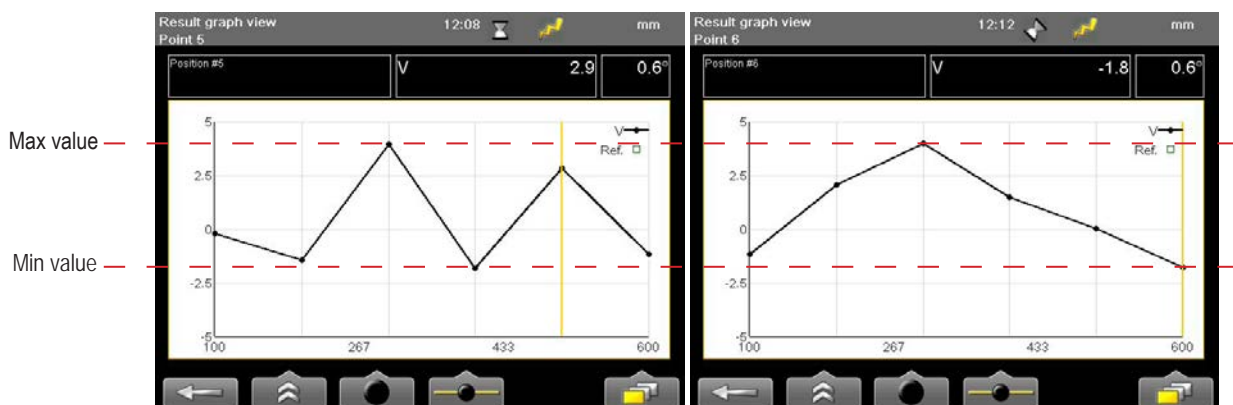 Result graph view 12:08 mm
Point 5
Position #5 V 2.9 0.6°
5
V
Ref.
2.5
0
-2.5
-5
100 267 433 600
Result graph view 12:12 mm
Point 6
Position #6 V -1.8 0.6°
5
V
Ref.
2.5
0
-2.5
-5
100 267 433 600
Max value
Min value